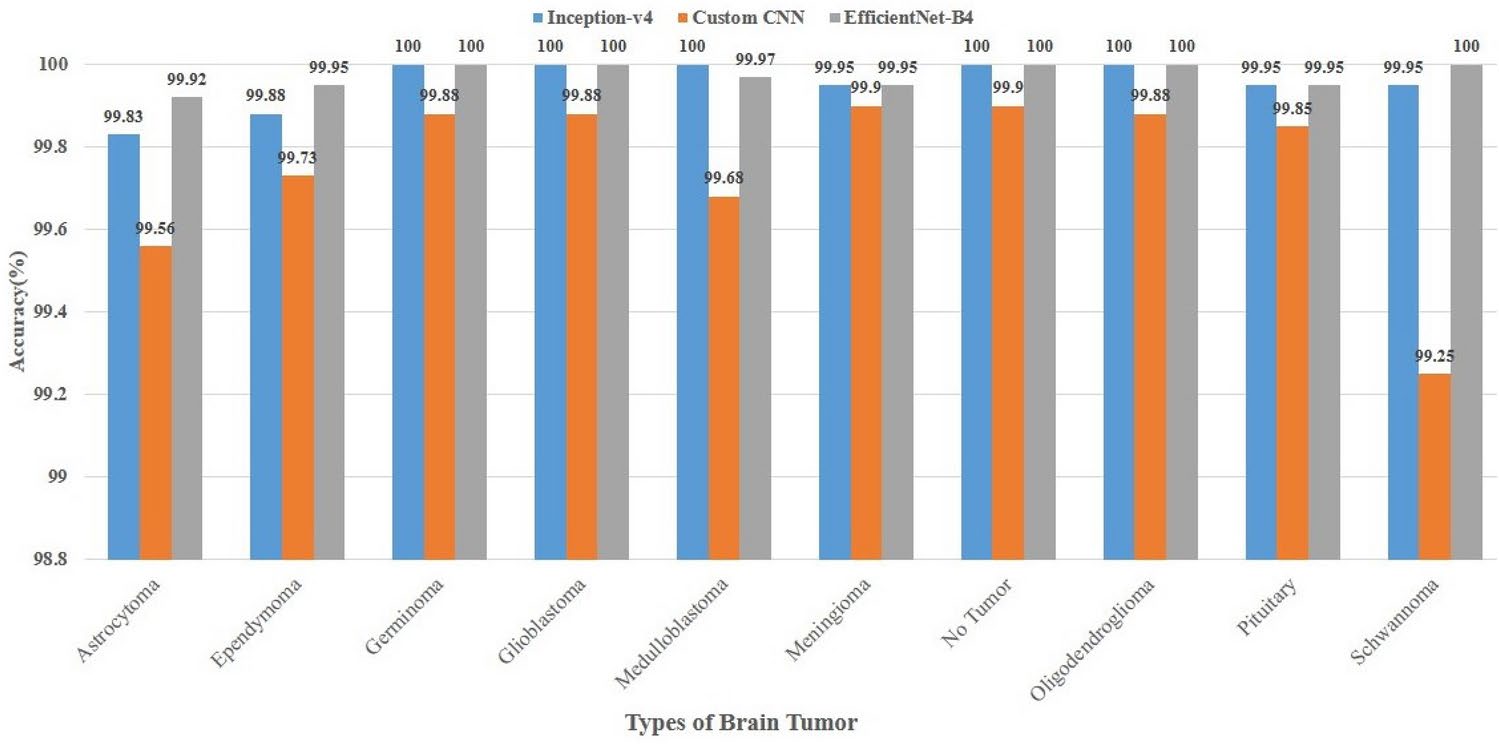 Inception-v4 Custom CNN EfficientNet-B4
100 100 100 100 100 100 100 100 100 100
100 99.92 99.95 99.97 99.95 99.95 99.95 99.95 99.95
99.83 99.88 99.88 99.88 99.9 99.9 99.88 99.85
99.8
99.73 99.68
99.6
99.56
99.4
99.25
99.2
99
98.8
Accuracy(%)
Astrocytoma
Ependymoma
Germinoma
Glioblastoma
Medulloblastoma
Meningioma
No Tumor
Oligodendroglioma
Pituitary
Schwannoma
Types of Brain Tumor